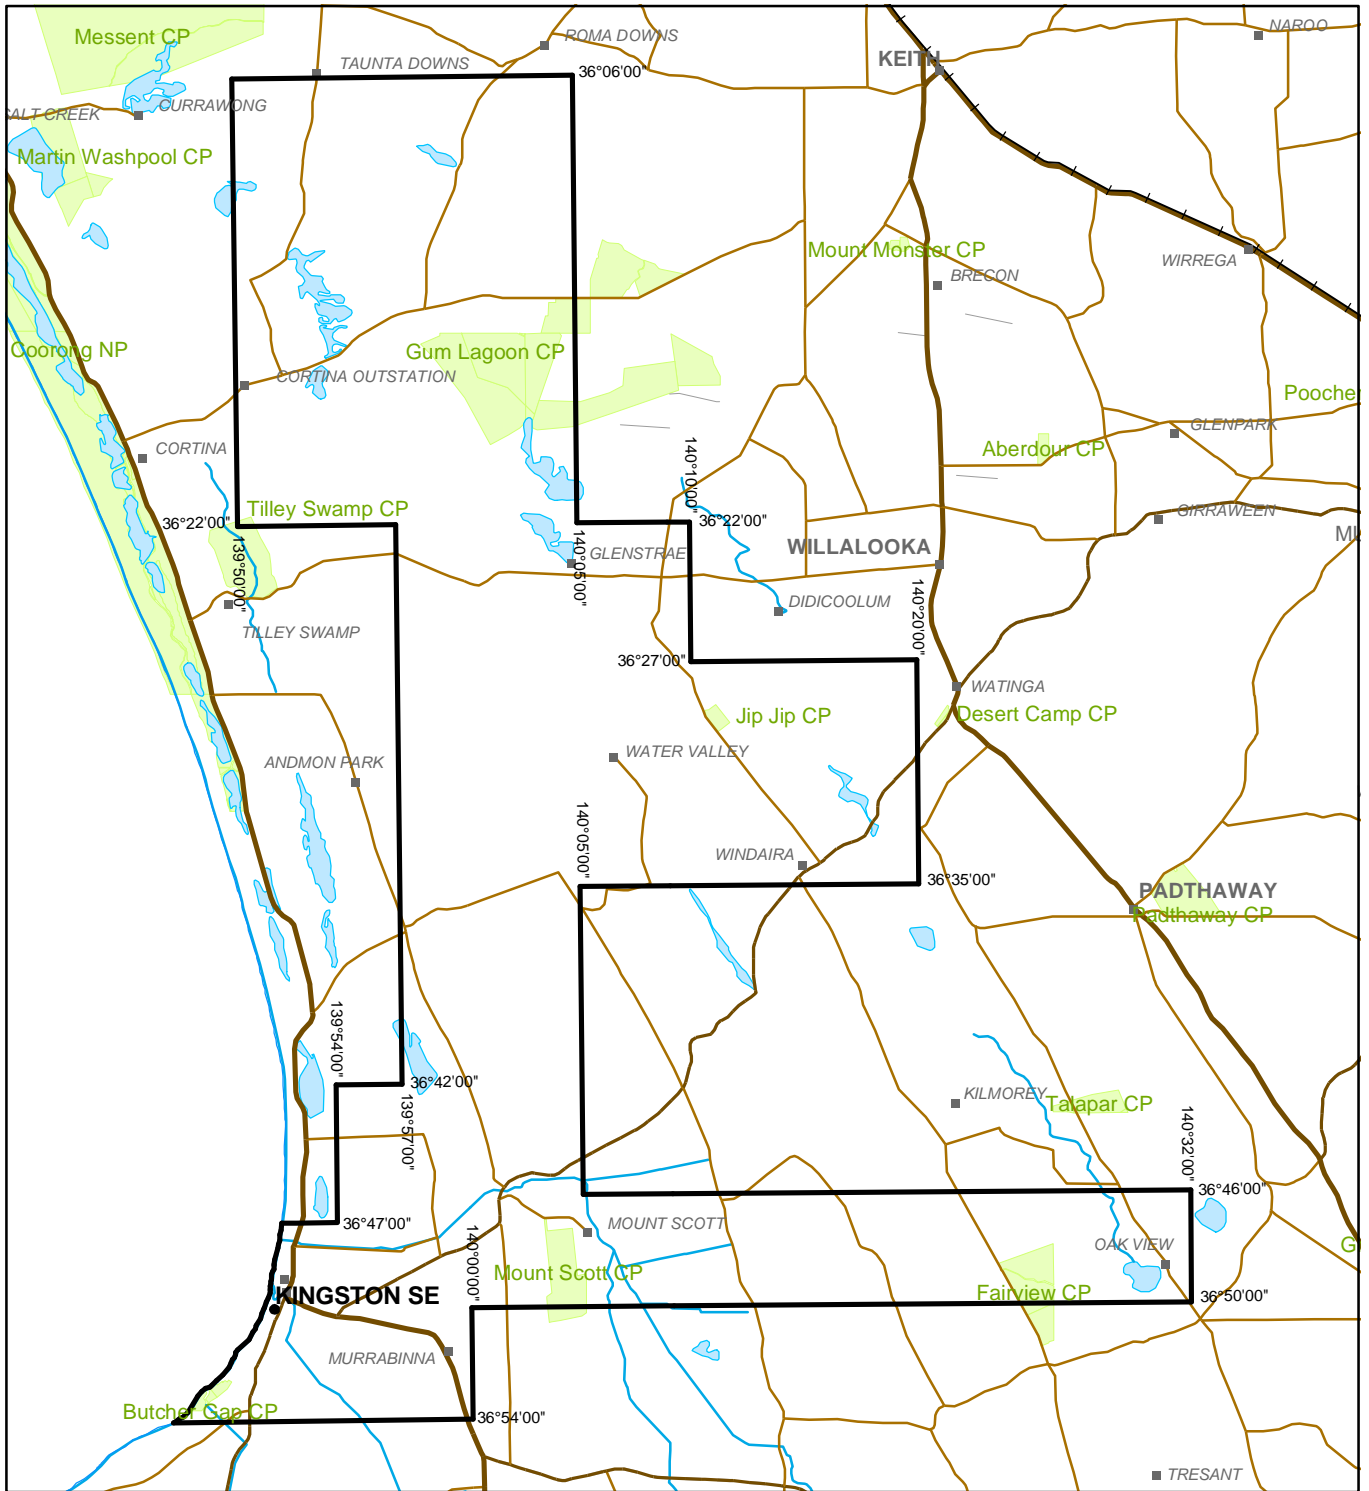 Messent CP
ROMA DOWNS
NAROO
TAUNTA DOWNS
KEITH
36°06'00"
SALT CREEK
CURRAWONG
Martin Washpool CP
Mount Monster CP
WIRREGA
BRECON
Coorong NP
Gum Lagoon CP
CORTINA OUTSTATION
Poocher
GLENPARK
CORTINA
140°10'00"
Aberdour CP
Tilley Swamp CP
36°22'00"
36°22'00"
GIRRAWEEN
MU
139°50'00"
140°05'00"
GLENSTRAE
WILLALOOKA
DIDICOOLUM
140°20'00"
TILLEY SWAMP
36°27'00"
WATINGA
Jip Jip CP
Desert Camp CP
WATER VALLEY
ANDMON PARK
140°05'00"
WINDAIRA
36°35'00"
PADTHAWAY
Padthaway CP
139°54'00"
36°42'00"
139°57'00"
KILMOREY
Talapar CP
140°32'00"
36°46'00"
36°47'00"
MOUNT SCOTT
140°00'00"
OAK VIEW
G
Mount Scott CP
Fairview CP
KINGSTON SE
36°50'00"
MURRABINNA
Butcher Gap CP
36°54'00"
TRESANT